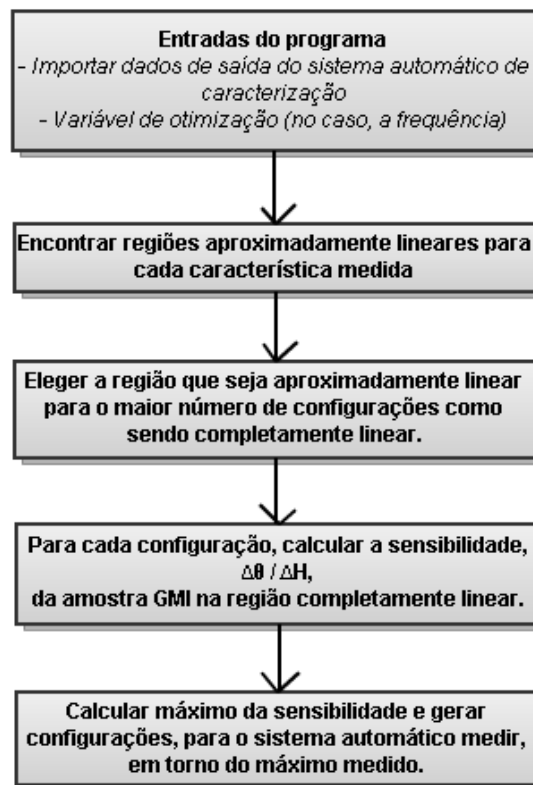 Entradas do programa
- Importar dados de saída do sistema automático de
caracterização
- Variável de otimização (no caso, a frequência)
Encontrar regiões aproximadamente lineares para
cada característica medida
Eleger a região que seja aproximadamente linear
para o maior número de configurações como
sendo completamente linear.
Para cada configuração, calcular a sensibilidade,
Δθ / ΔH,
da amostra GMI na região completamente linear.
Calcular máximo da sensibilidade e gerar
configurações, para o sistema automático medir,
em torno do máximo medido.